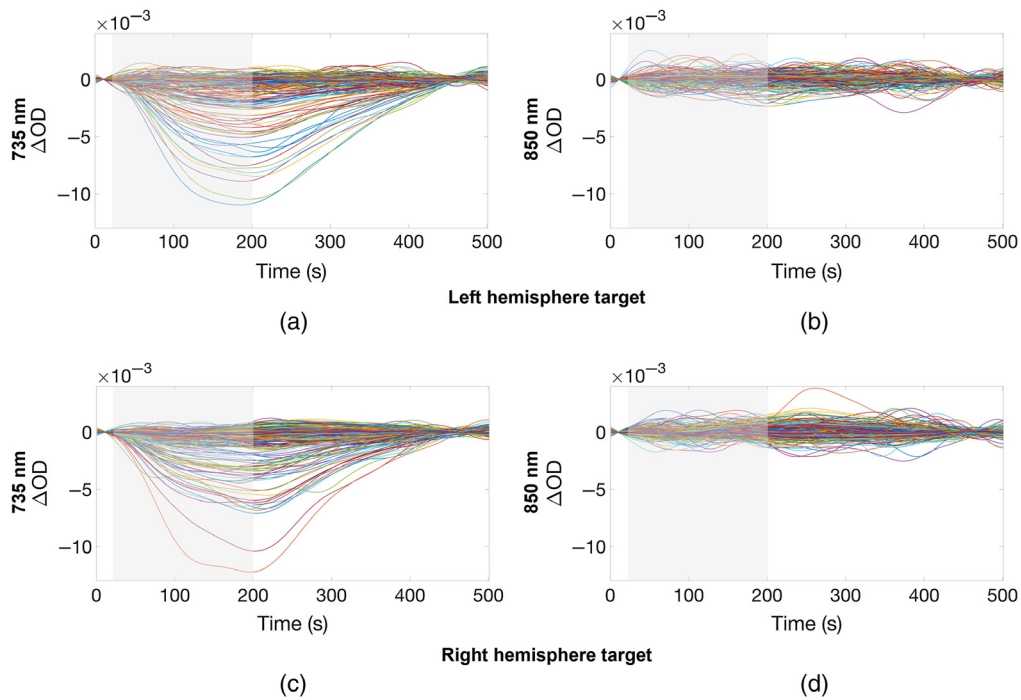 ×10⁻³ ×10⁻³
735 nm
ΔOD
0
−5
−10
0 100 200 300 400 500
Time (s)
850 nm
ΔOD
0
−5
−10
0 100 200 300 400 500
Time (s)
Left hemisphere target
(a) (b)
×10⁻³ ×10⁻³
735 nm
ΔOD
0
−5
−10
0 100 200 300 400 500
Time (s)
850 nm
ΔOD
0
−5
−10
0 100 200 300 400 500
Time (s)
Right hemisphere target
(c) (d)